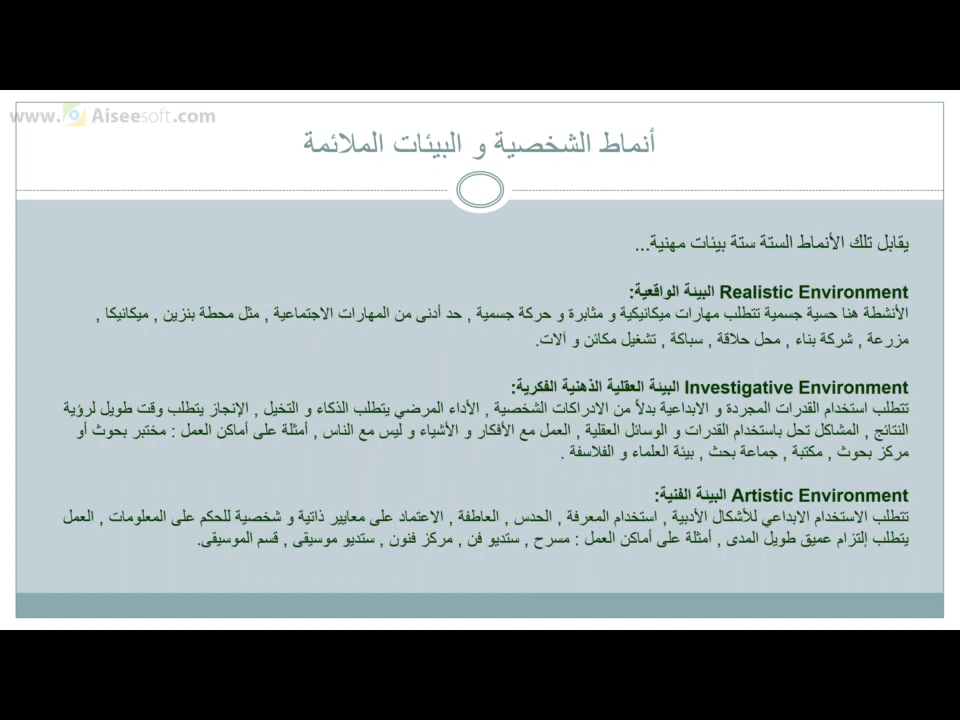 www.Aiseesoft.com
أنماط الشخصية و البيئات الملائمة
يقابل تلك الأنماط الستة ستة بيئات مهنية...
Realistic Environment البيئة الواقعية:
الأنشطة هنا حسية جسمية تتطلب مهارات ميكانيكية و مثابرة و حركة جسمية , حد أدنى من المهارات الاجتماعية , مثل محطة بنزين , ميكانيكا ,
مزرعة , شركة بناء , محل حلاقة , سباكة , تشغيل مكائن و آلات.
Investigative Environment البيئة العقلية الذهنية الفكرية:
تتطلب استخدام القدرات المجردة و الابداعية بدلاً من الادراكات الشخصية , الأداء المرضي يتطلب الذكاء و التخيل , الإنجاز يتطلب وقت طويل لرؤية
النتائج , المشاكل تحل باستخدام القدرات و الوسائل العقلية , العمل مع الأفكار و الأشياء و ليس مع الناس , أمثلة على أماكن العمل : مختبر بحوث أو
مركز بحوث , مكتبة , جماعة بحث , بيئة العلماء و الفلاسفة .
Artistic Environment البيئة الفنية:
تتطلب الاستخدام الابداعي للأشكال الأدبية , استخدام المعرفة , الحدس , العاطفة , الاعتماد على معايير ذاتية و شخصية للحكم على المعلومات , العمل
يتطلب إلتزام عميق طويل المدى , أمثلة على أماكن العمل : مسرح , ستديو فن , مركز فنون , ستديو موسيقى , قسم الموسيقى.